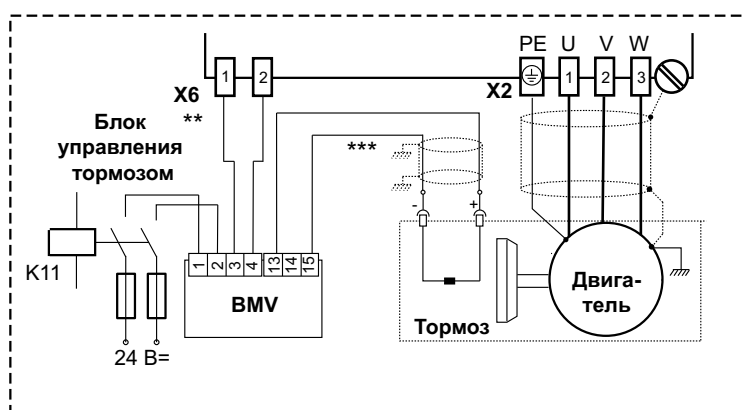 PE U V W
1 2
1 2 3
X6
X2
**
Блок
управления
тормозом
***
- +
K11
1 2 3 4 13 14 15
BMV
Двига-
тель
Тормоз
24 В=